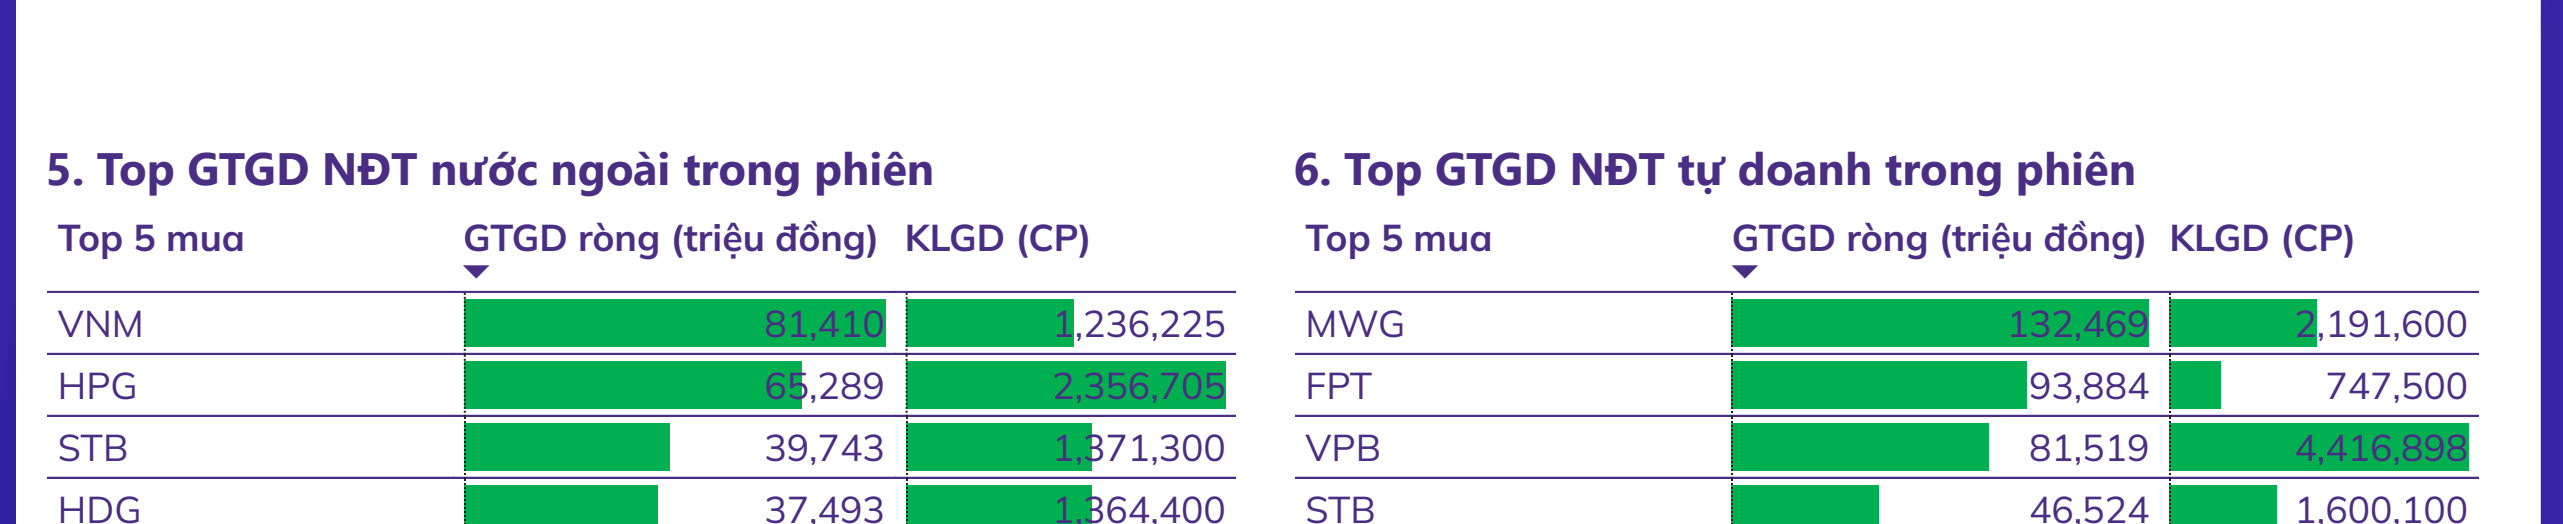 5. Top GTGD NĐT nước ngoài trong phiên
Top 5 mua GTGD ròng (triệu đồng) KLGD (CP)
VNM 81,410 1,236,225
HPG 65,289 2,356,705
STB 39,743 1,371,300
HDG 37,493 1,364,400
6. Top GTGD NĐT tự doanh trong phiên
Top 5 mua GTGD ròng (triệu đồng) KLGD (CP)
MWG 132,469 2,191,600
FPT 93,884 747,500
VPB 81,519 4,416,898
STB 46,524 1,600,100